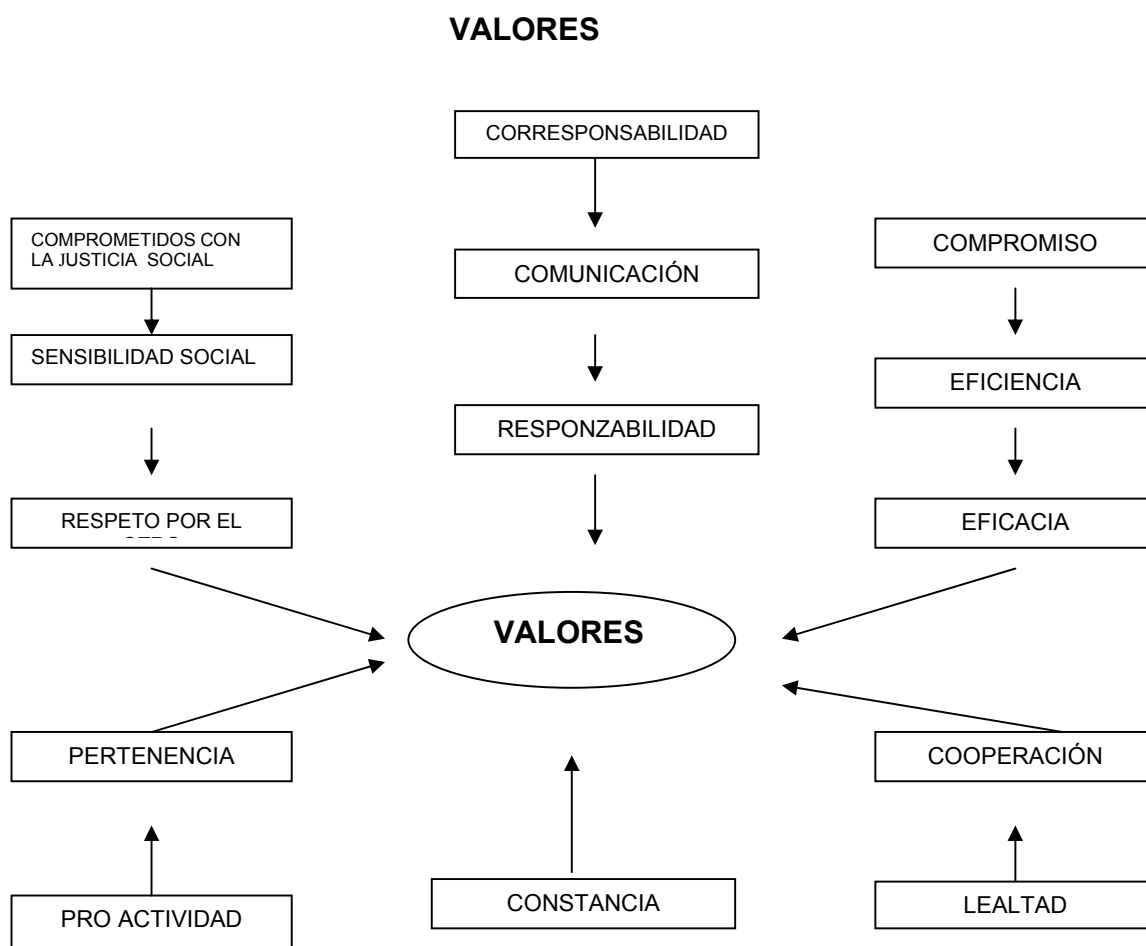 VALORES
CORRESPONSABILIDAD
COMPROMETIDOS CON
LA JUSTICIA SOCIAL
COMUNICACIÓN
COMPROMISO
SENSIBILIDAD SOCIAL
EFICIENCIA
RESPONZABILIDAD
RESPETO POR EL
EFICACIA
VALORES
PERTENENCIA
COOPERACIÓN
PRO ACTIVIDAD
CONSTANCIA
LEALTAD